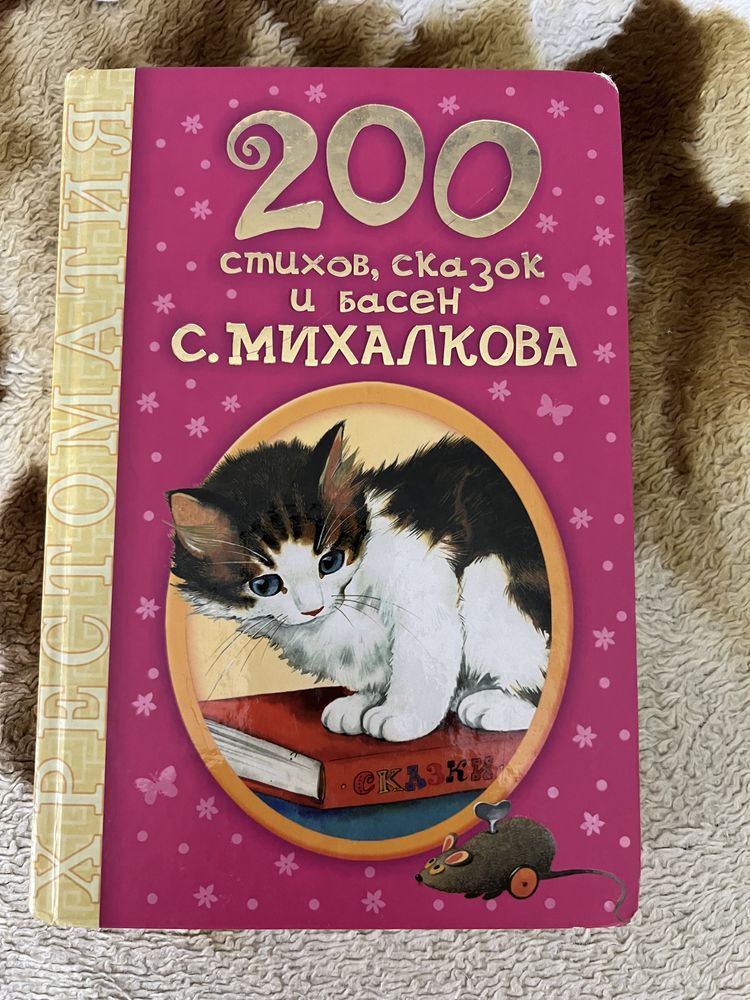 ХРЕСТОМАТИЯ
200
стихов, сказок
и басен
С. МИХАЛКОВА
СКАЗКИ